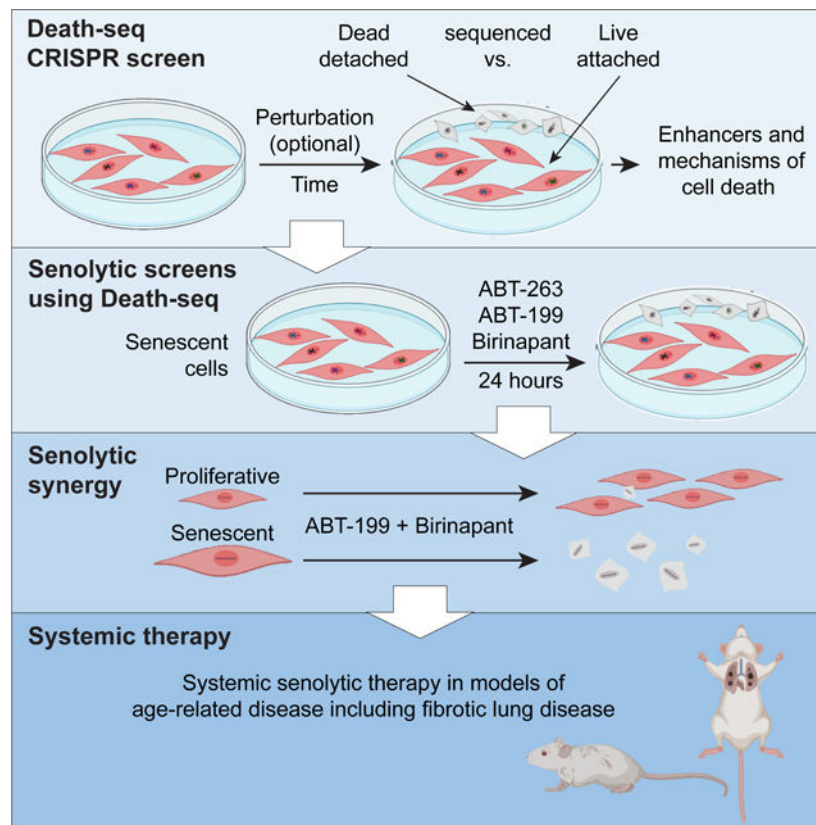 Death-seq
CRISPR screen
Dead
detached
sequenced
vs.
Live
attached
Perturbation
(optional)
Time
Enhancers and
mechanisms of
cell death
Senolytic screens
using Death-seq
Senescent
cells
ABT-263
ABT-199
Birinapant
24 hours
Senolytic
synergy
Proliferative
Senescent
ABT-199 + Birinapant
Systemic therapy
Systemic senolytic therapy in models of
age-related disease including fibrotic lung disease